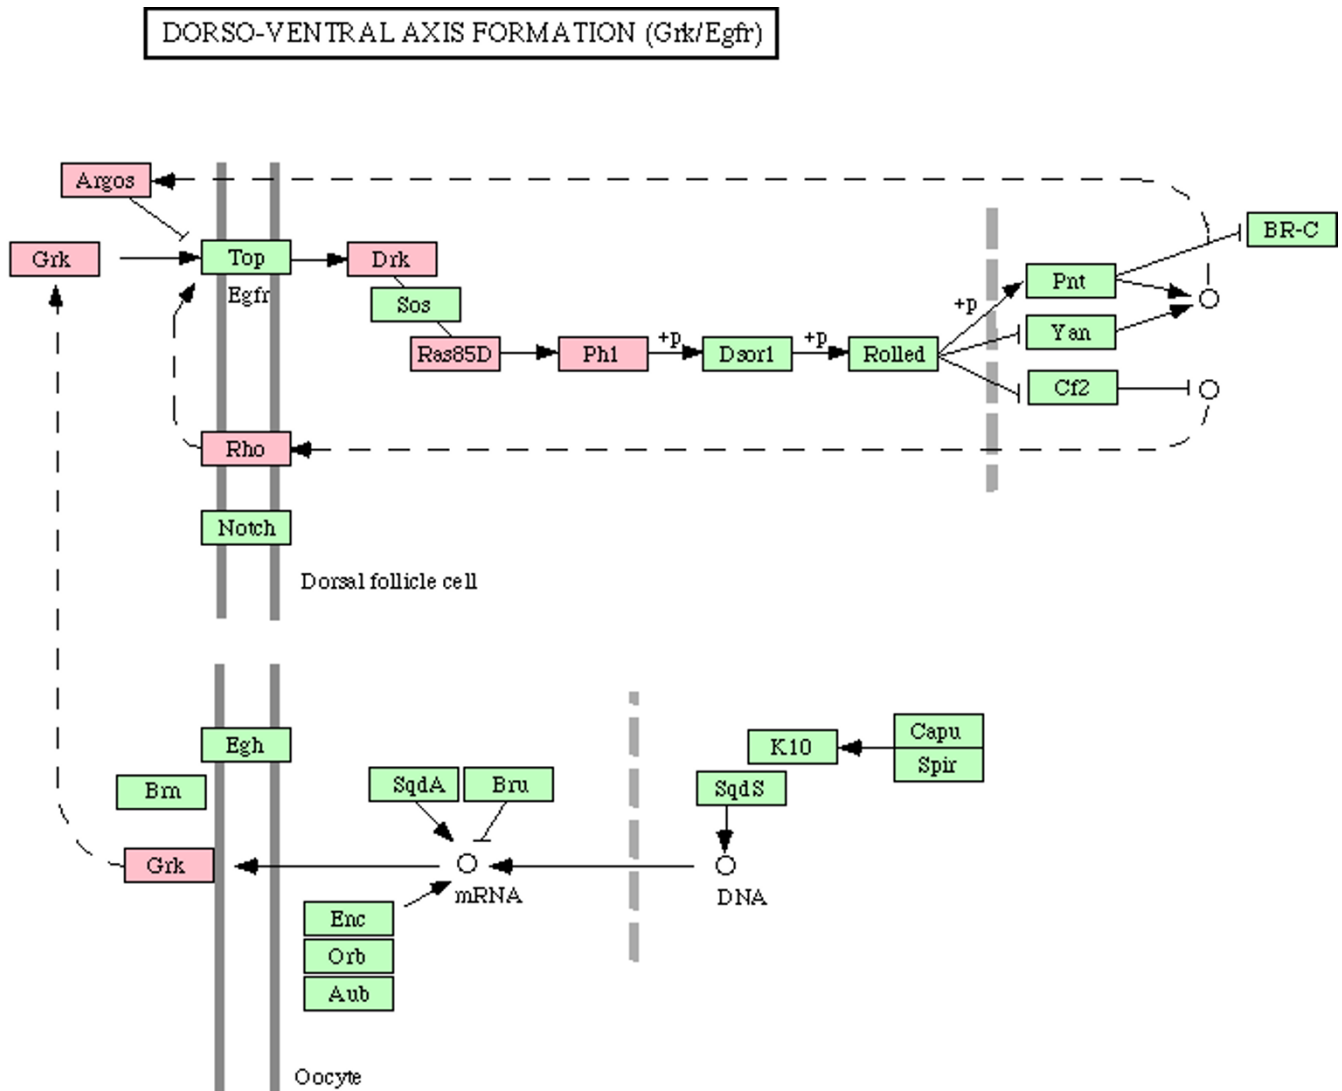 DORSO-VENTRAL AXIS FORMATION (Grk/Egfr)
Argos
BR-C
Grk
Top
Drk
Egfr
Sos
Pnt
+p
Yan
Ras85D
Ph1
+p
Dsor1
+p
Rolled
Cf2
Rho
Notch
Dorsal follicle cell
Egh
K10
Capu
Spir
Brn
SqdA
Bru
SqdS
Grk
mRNA
DNA
Enc
Orb
Aub
Oocyte